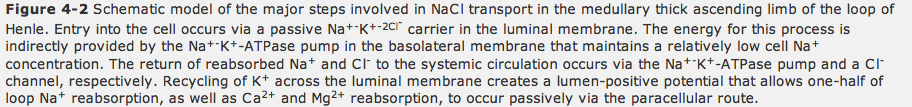 Figure 4-2 Schematic model of the major steps involved in NaCl transport in the medullary thick ascending limb of the loop of
Henle. Entry into the cell occurs via a passive Na⁺⁻K⁺⁻²ᶜˡ⁻ carrier in the luminal membrane. The energy for this process is
indirectly provided by the Na⁺⁻K⁺-ATPase pump in the basolateral membrane that maintains a relatively low cell Na⁺
concentration. The return of reabsorbed Na⁺ and Cl⁻ to the systemic circulation occurs via the Na⁺⁻K⁺-ATPase pump and a Cl⁻
channel, respectively. Recycling of K⁺ across the luminal membrane creates a lumen-positive potential that allows one-half of
loop Na⁺ reabsorption, as well as Ca²⁺ and Mg²⁺ reabsorption, to occur passively via the paracellular route.